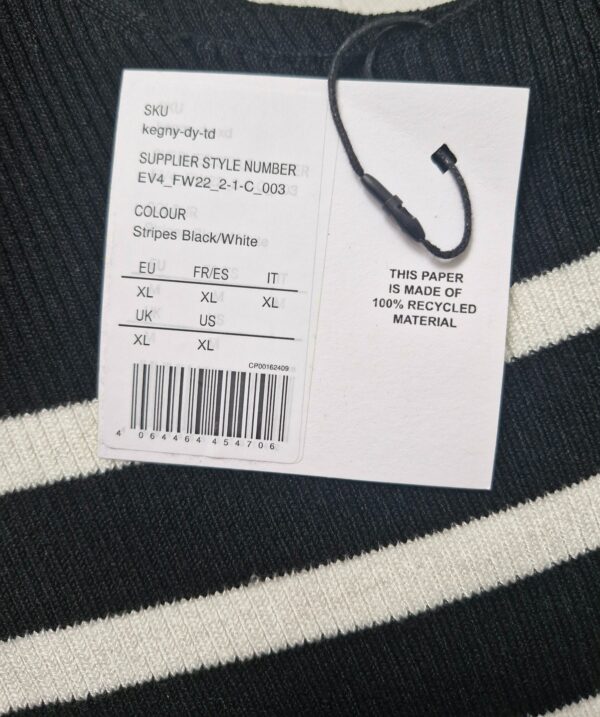 SKU
kegny-dy-td
SUPPLIER STYLE NUMBER
EV4_FW22_2-1-C_003
COLOUR
Stripes Black/White
EU FR/ES IT
XL XL XL
UK US
XL XL
CP00162409
4 064464 454706
THIS PAPER
IS MADE OF
100% RECYCLED
MATERIAL